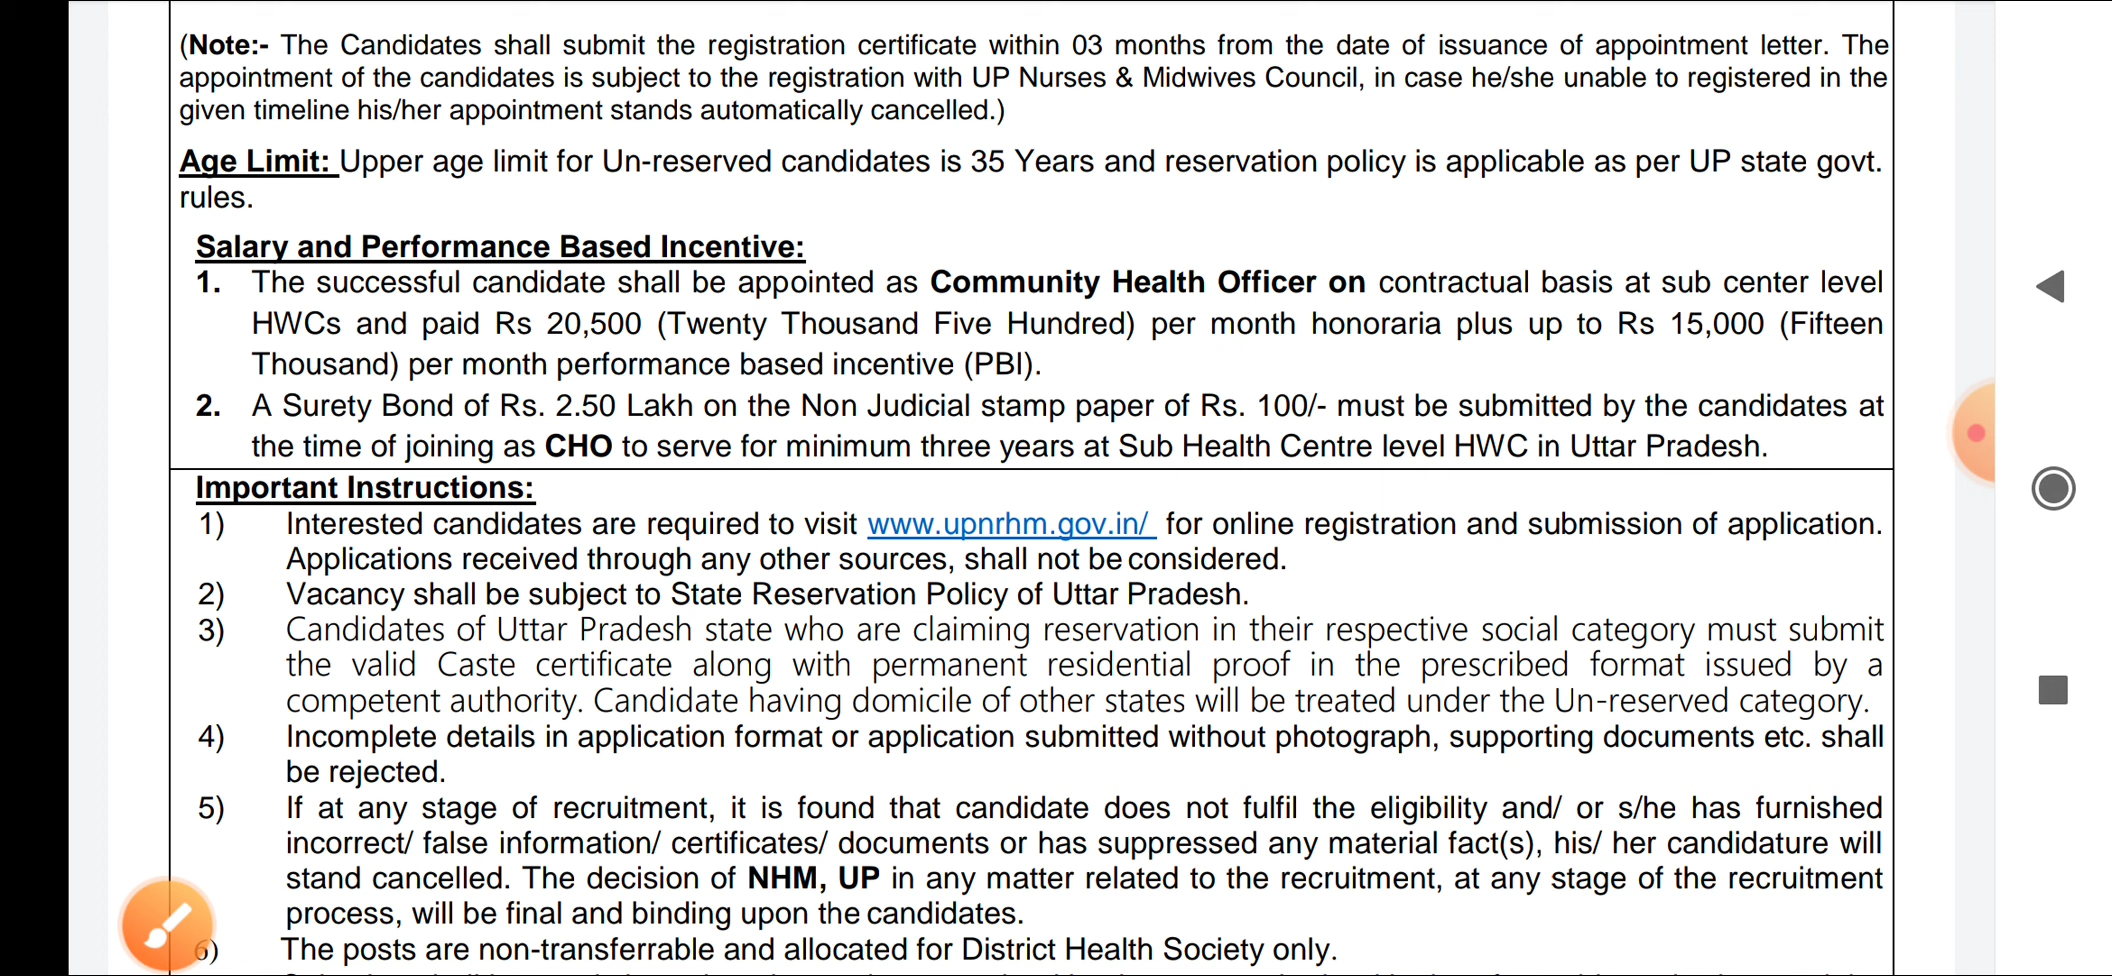 (Note:- The Candidates shall submit the registration certificate within 03 months from the date of issuance of appointment letter. The
appointment of the candidates is subject to the registration with UP Nurses & Midwives Council, in case he/she unable to registered in the
given timeline his/her appointment stands automatically cancelled.)
Age Limit: Upper age limit for Un-reserved candidates is 35 Years and reservation policy is applicable as per UP state govt.
rules.
Salary and Performance Based Incentive:
1. The successful candidate shall be appointed as Community Health Officer on contractual basis at sub center level
HWCs and paid Rs 20,500 (Twenty Thousand Five Hundred) per month honoraria plus up to Rs 15,000 (Fifteen
Thousand) per month performance based incentive (PBI).
2. A Surety Bond of Rs. 2.50 Lakh on the Non Judicial stamp paper of Rs. 100/- must be submitted by the candidates at
the time of joining as CHO to serve for minimum three years at Sub Health Centre level HWC in Uttar Pradesh.
Important Instructions:
1) Interested candidates are required to visit www.upnrhm.gov.in/ for online registration and submission of application.
Applications received through any other sources, shall not be considered.
2) Vacancy shall be subject to State Reservation Policy of Uttar Pradesh.
3) Candidates of Uttar Pradesh state who are claiming reservation in their respective social category must submit
the valid Caste certificate along with permanent residential proof in the prescribed format issued by a
competent authority. Candidate having domicile of other states will be treated under the Un-reserved category.
4) Incomplete details in application format or application submitted without photograph, supporting documents etc. shall
be rejected.
5) If at any stage of recruitment, it is found that candidate does not fulfil the eligibility and/ or s/he has furnished
incorrect/ false information/ certificates/ documents or has suppressed any material fact(s), his/ her candidature will
stand cancelled. The decision of NHM, UP in any matter related to the recruitment, at any stage of the recruitment
process, will be final and binding upon the candidates.
6) The posts are non-transferrable and allocated for District Health Society only.